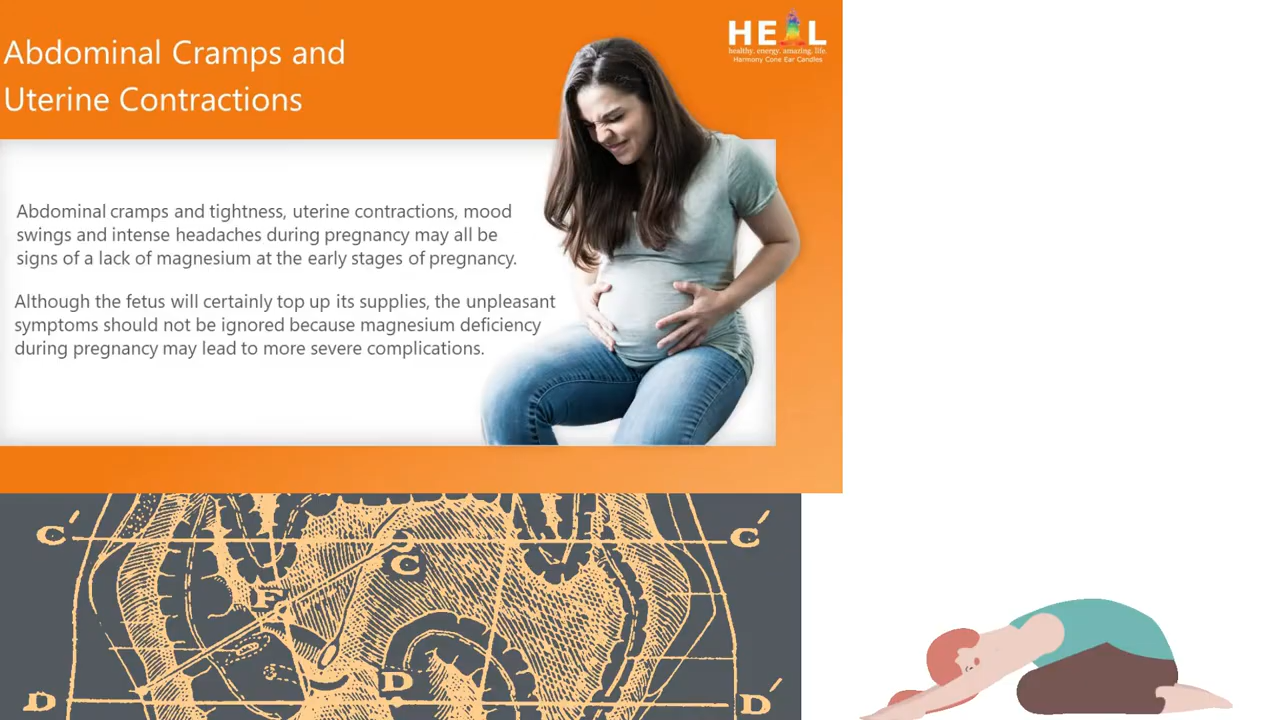 Abdominal Cramps and
Uterine Contractions
HEAL
healthy. energy. amazing. life.
Harmony Cone Ear Candles
Abdominal cramps and tightness, uterine contractions, mood
swings and intense headaches during pregnancy may all be
signs of a lack of magnesium at the early stages of pregnancy.
Although the fetus will certainly top up its supplies, the unpleasant
symptoms should not be ignored because magnesium deficiency
during pregnancy may lead to more severe complications.
C′ C′
C
F
D
D D′